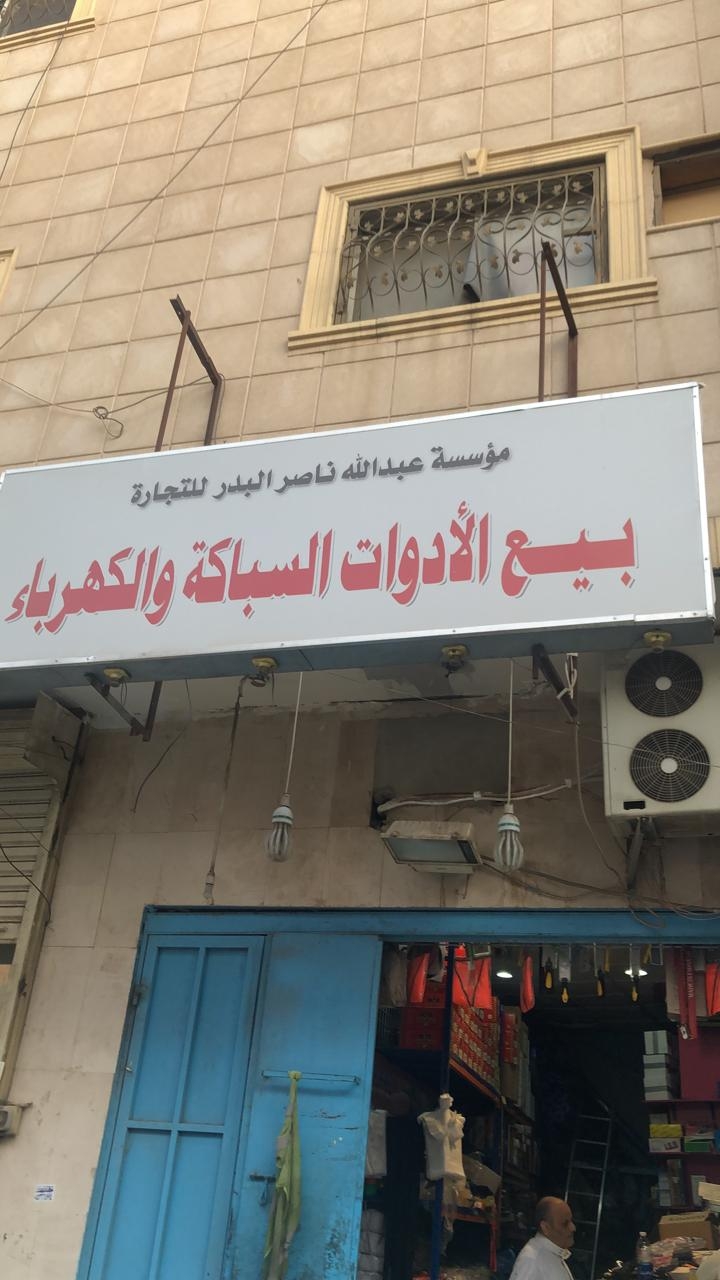 مؤسسة عبدالله ناصر البدر للتجارة
بيع الأدوات السباكة والكهرباء